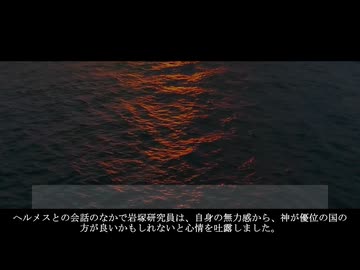 ヘルメスとの会話のなかで岩塚研究員は、自身の無力感から、神が優位の国の
方が良いかもしれないと心情を吐露しました。